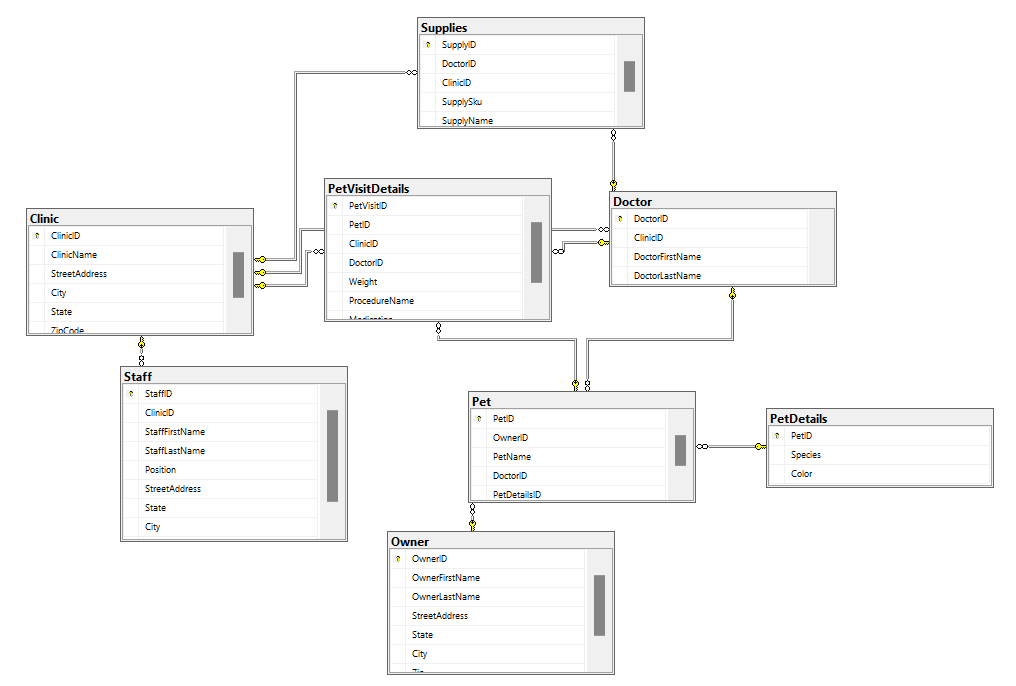 Supplies
SupplyID
DoctorID
ClinicID
SupplySku
SupplyName
PetVisitDetails
PetVisitID
PetID
ClinicID
DoctorID
Weight
ProcedureName
Medication
Doctor
DoctorID
ClinicID
DoctorFirstName
DoctorLastName
Clinic
ClinicID
ClinicName
StreetAddress
City
State
ZipCode
Staff
StaffID
ClinicID
StaffFirstName
StaffLastName
Position
StreetAddress
State
City
Pet
PetID
OwnerID
PetName
DoctorID
PetDetailsID
PetDetails
PetID
Species
Color
Owner
OwnerID
OwnerFirstName
OwnerLastName
StreetAddress
State
City